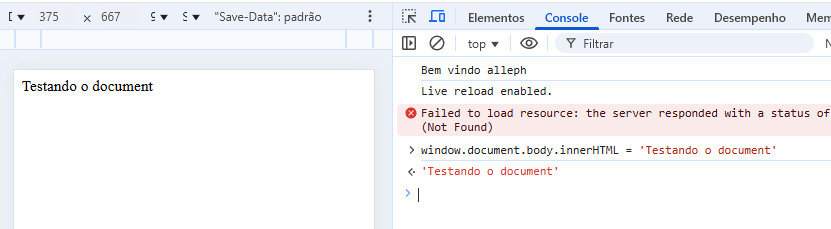 375 × 667 "Save-Data": padrão
Elementos Console Fontes Rede Desempenho
top Filtrar
Testando o document
Bem vindo alleph
Live reload enabled.
Failed to load resource: the server responded with a status of
(Not Found)
window.document.body.innerHTML = 'Testando o document'
'Testando o document'